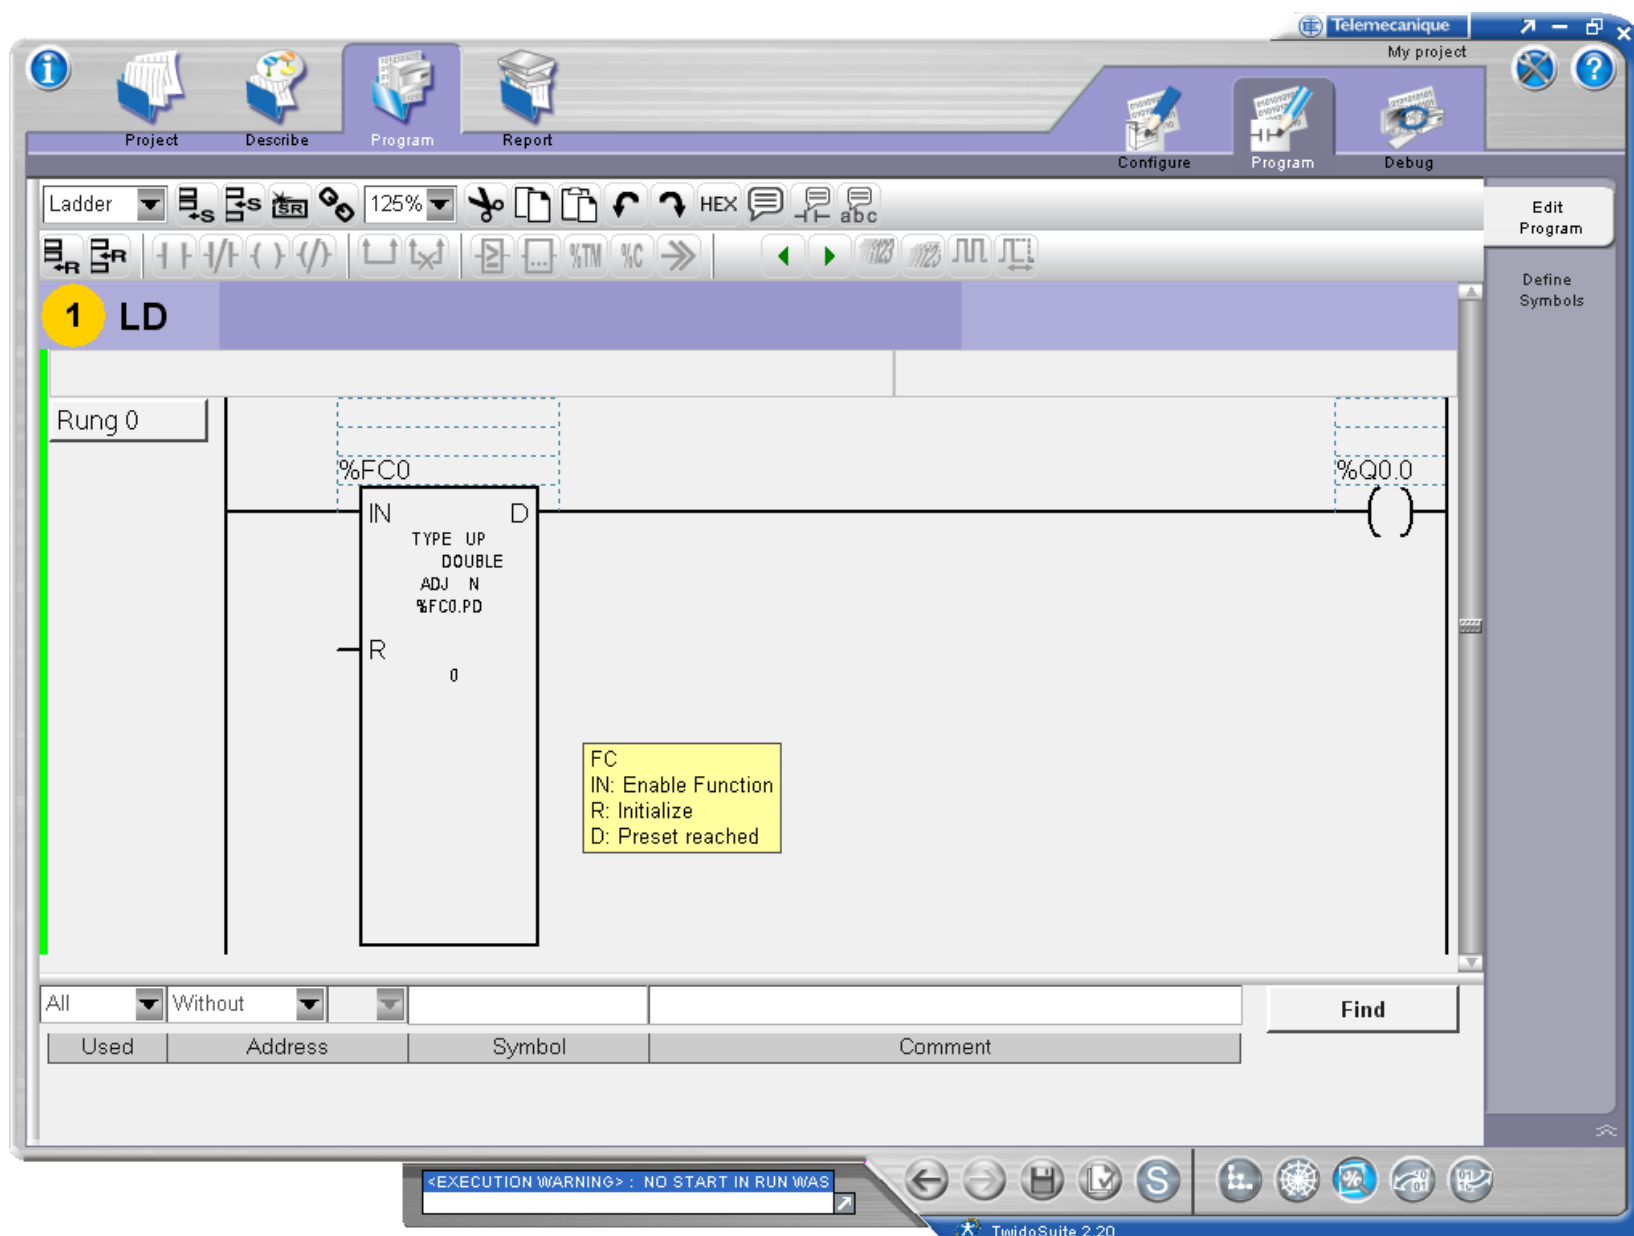 Telemecanique
My project
Project
Describe
Program
Report
Configure
Program
Debug
Ladder
SR
125%
HEX
abc
%TM
%C
Edit
Program
Define
Symbols
1 LD
Rung 0
%FC0
%Q0.0
IN D
TYPE UP
DOUBLE
ADJ N
%FC0.PD
R
0
FC
IN: Enable Function
R: Initialize
D: Preset reached
All
Without
Find
Used
Address
Symbol
Comment
<EXECUTION WARNING> : NO START IN RUN WAS
TwidoSuite 2.20